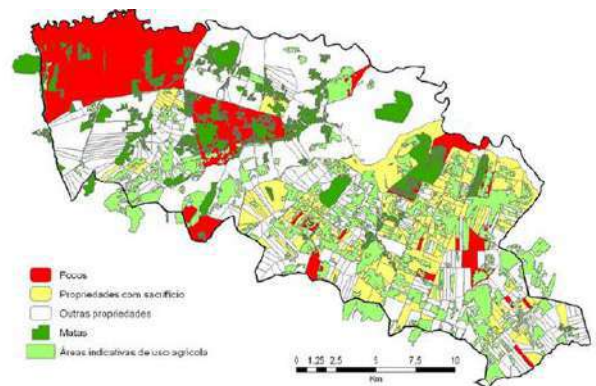 Focos
Propriedades com sacrifício
Outras propriedades
Matas
Áreas indicativas de uso agrícola
0 1.25 2.5 5 7.5 10
Km